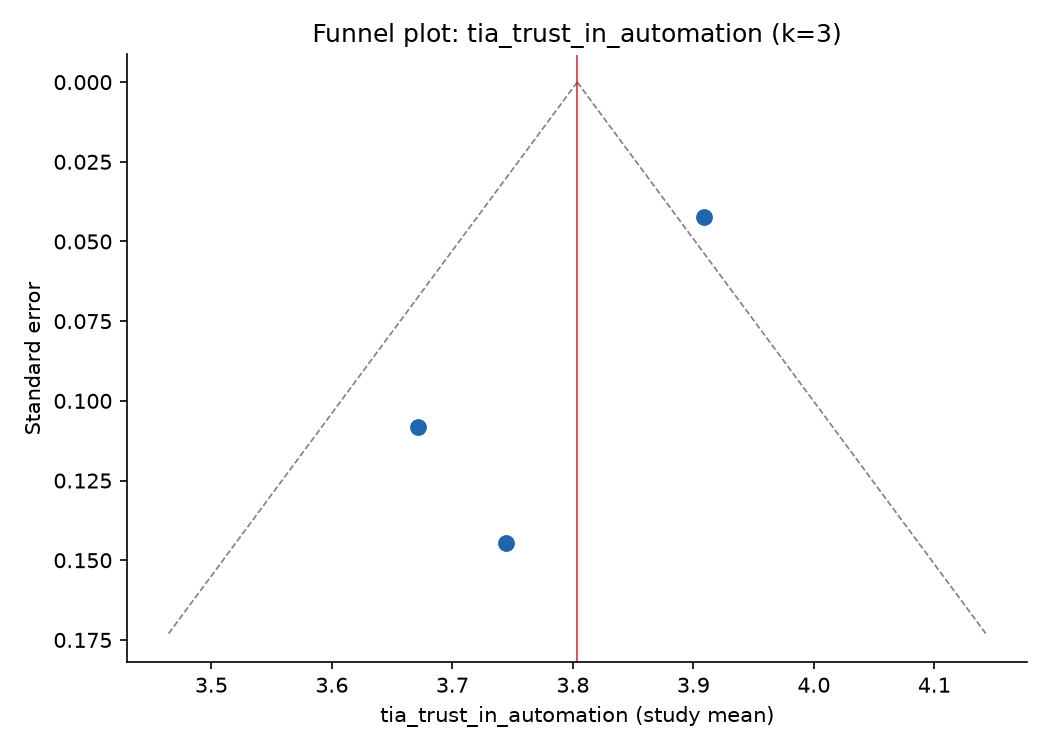 Funnel plot: tia_trust_in_automation (k=3)
0.000
0.025
0.050
0.075
0.100
0.125
0.150
0.175
Standard error
3.5 3.6 3.7 3.8 3.9 4.0 4.1
tia_trust_in_automation (study mean)